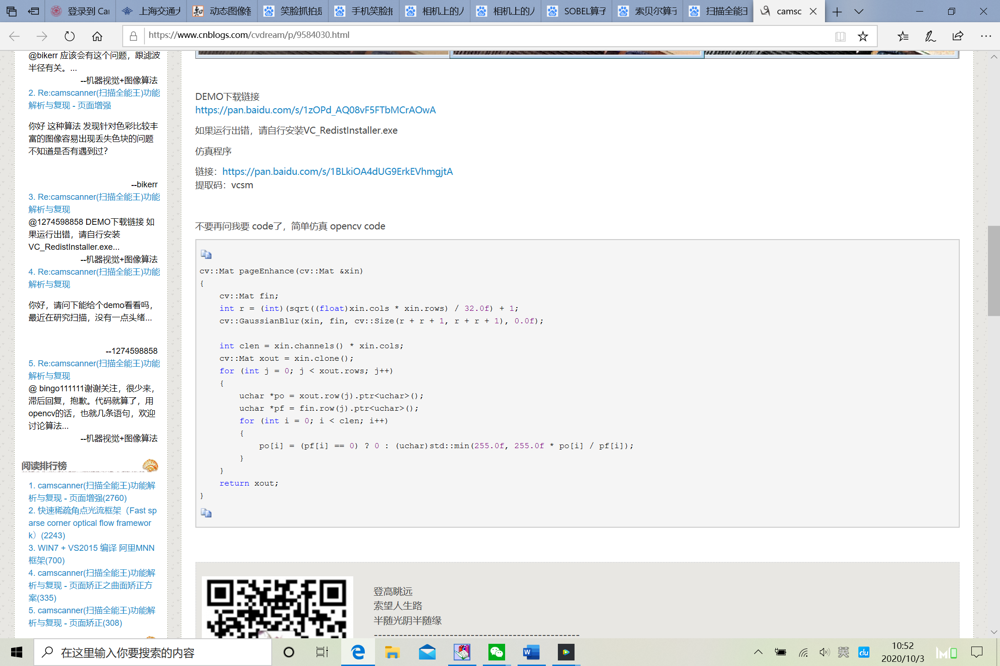 登录到 Car
上海交通大
动态图像智
笑脸抓拍是
手机笑脸抓
相机上的人
相机上的人
SOBEL算子
索贝尔算子
扫描全能王
camsc
https://www.cnblogs.com/cvdream/p/9584030.html
@bikerr 应该会有这个问题，跟滤波
半径有关。...
--机器视觉+图像算法
2. Re:camscanner(扫描全能王)功能
解析与复现 - 页面增强
你好 这种算法 发现针对色彩比较丰
富的图像容易出现丢失色块的问题
不知道是否有遇到过？
--bikerr
3. Re:camscanner(扫描全能王)功能
解析与复现
@1274598858 DEMO下载链接 如
果运行出错，请自行安装
VC_RedistInstaller.exe...
--机器视觉+图像算法
4. Re:camscanner(扫描全能王)功能
解析与复现
你好，请问下能给个demo看看吗，
最近在研究扫描，没有一点头绪...
--1274598858
5. Re:camscanner(扫描全能王)功能
解析与复现
@ bingo111111谢谢关注，很少来，
滞后回复，抱歉。代码就算了，用
opencv的话，也就几条语句，欢迎
讨论算法...
--机器视觉+图像算法
阅读排行榜
1. camscanner(扫描全能王)功能解
析与复现 - 页面增强(2760)
2. 快速稀疏角点光流框架（Fast sp
arse corner optical flow framewor
k）(2243)
3. WIN7 + VS2015 编译 阿里MNN
框架(700)
4. camscanner(扫描全能王)功能解
析与复现 - 页面矫正之曲面矫正方
案(335)
5. camscanner(扫描全能王)功能解
析与复现 - 页面矫正(308)
DEMO下载链接
https://pan.baidu.com/s/1zOPd_AQ08vF5FTbMCrAOwA
如果运行出错，请自行安装VC_RedistInstaller.exe
仿真程序
链接：https://pan.baidu.com/s/1BLkiOA4dUG9ErkEVhmgjtA
提取码：vcsm
不要再问我要 code了，简单仿真 opencv code
cv::Mat pageEnhance(cv::Mat &xin)
{
    cv::Mat fin;
    int r = (int)(sqrt((float)xin.cols * xin.rows) / 32.0f) + 1;
    cv::GaussianBlur(xin, fin, cv::Size(r + r + 1, r + r + 1), 0.0f);
    int clen = xin.channels() * xin.cols;
    cv::Mat xout = xin.clone();
    for (int j = 0; j < xout.rows; j++)
    {
        uchar *po = xout.row(j).ptr<uchar>();
        uchar *pf = fin.row(j).ptr<uchar>();
        for (int i = 0; i < clen; i++)
        {
            po[i] = (pf[i] == 0) ? 0 : (uchar)std::min(255.0f, 255.0f * po[i] / pf[i]);
        }
    }
    return xout;
}
登高眺远
索望人生路
半随光阴半随缘
--------------------------------------------------
在这里输入你要搜索的内容
英
du
10:52
2020/10/3